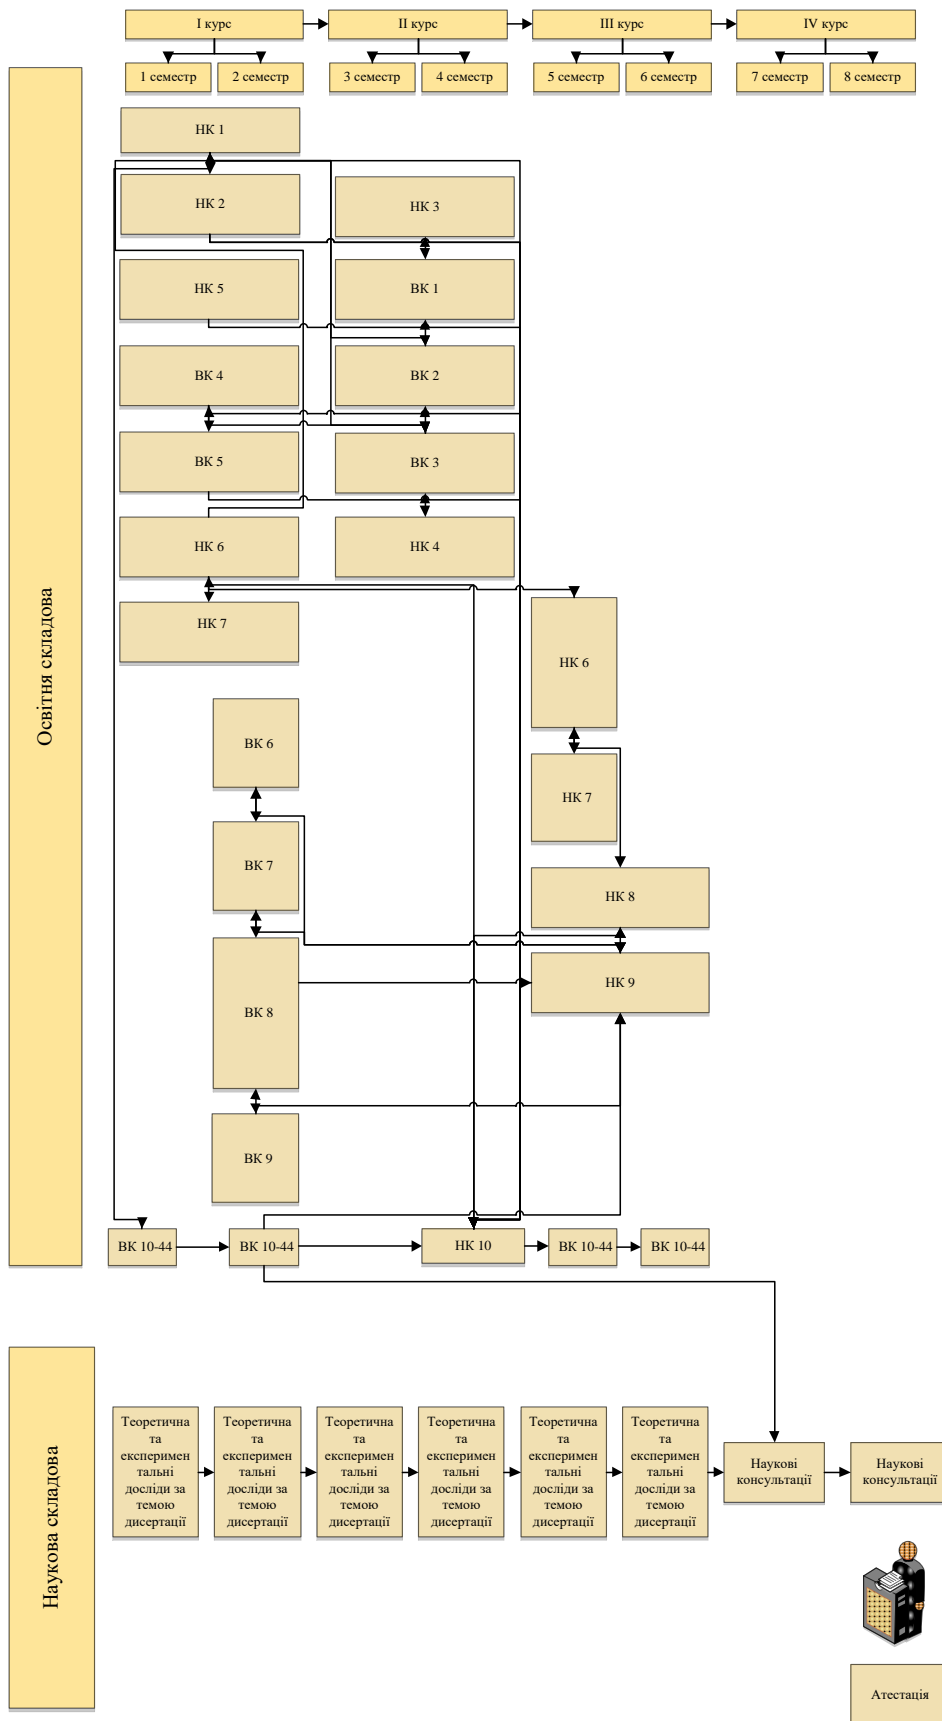 I курс
II курс
III курс
IV курс
1 семестр
2 семестр
3 семестр
4 семестр
5 семестр
6 семестр
7 семестр
8 семестр
Освітня складова
НК 1
НК 2
НК 3
НК 5
ВК 1
ВК 4
ВК 2
ВК 5
ВК 3
НК 6
НК 4
НК 7
НК 6
ВК 6
НК 7
ВК 7
НК 8
ВК 8
НК 9
ВК 9
ВК 10-44
ВК 10-44
НК 10
ВК 10-44
ВК 10-44
Наукова складова
Теоретична
та
експеримен
тальні
досліди за
темою
дисертації
Теоретична
та
експеримен
тальні
досліди за
темою
дисертації
Теоретична
та
експеримен
тальні
досліди за
темою
дисертації
Теоретична
та
експеримен
тальні
досліди за
темою
дисертації
Теоретична
та
експеримен
тальні
досліди за
темою
дисертації
Теоретична
та
експеримен
тальні
досліди за
темою
дисертації
Наукові
консультації
Наукові
консультації
Атестація